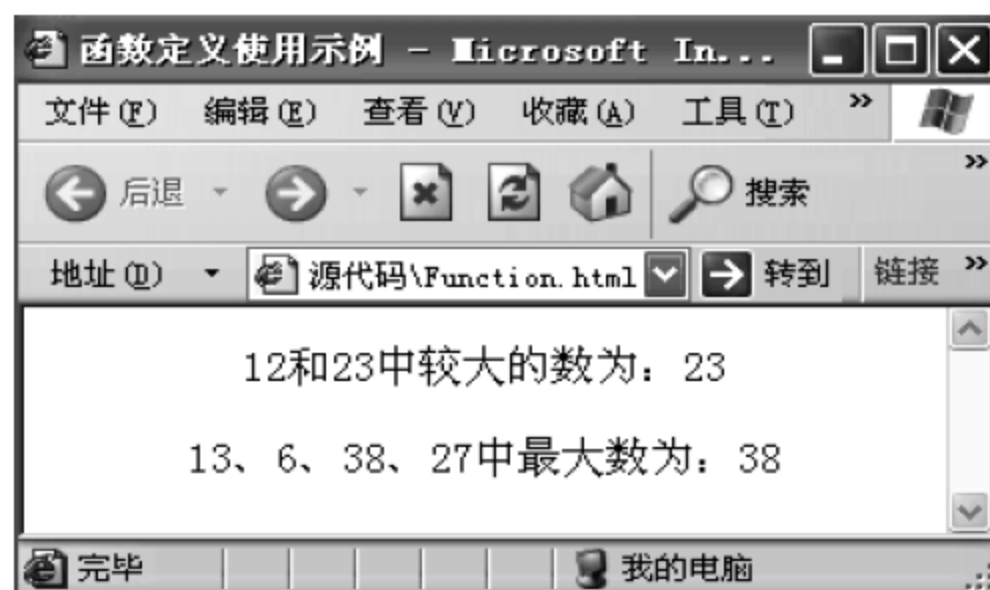 函数定义使用示例 - Microsoft In...
文件(F) 编辑(E) 查看(V) 收藏(A) 工具(T) »
后退 搜索 »
地址(D) 源代码\Function.html 转到 链接 »
12和23中较大的数为：23
13、6、38、27中最大数为：38
完毕 我的电脑